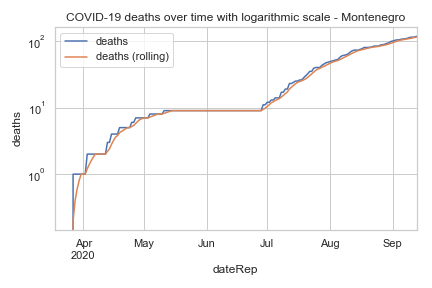 COVID-19 deaths over time with logarithmic scale - Montenegro
deaths
deaths (rolling)
10²
10¹
10⁰
deaths
Apr
2020
May
Jun
Jul
Aug
Sep
dateRep